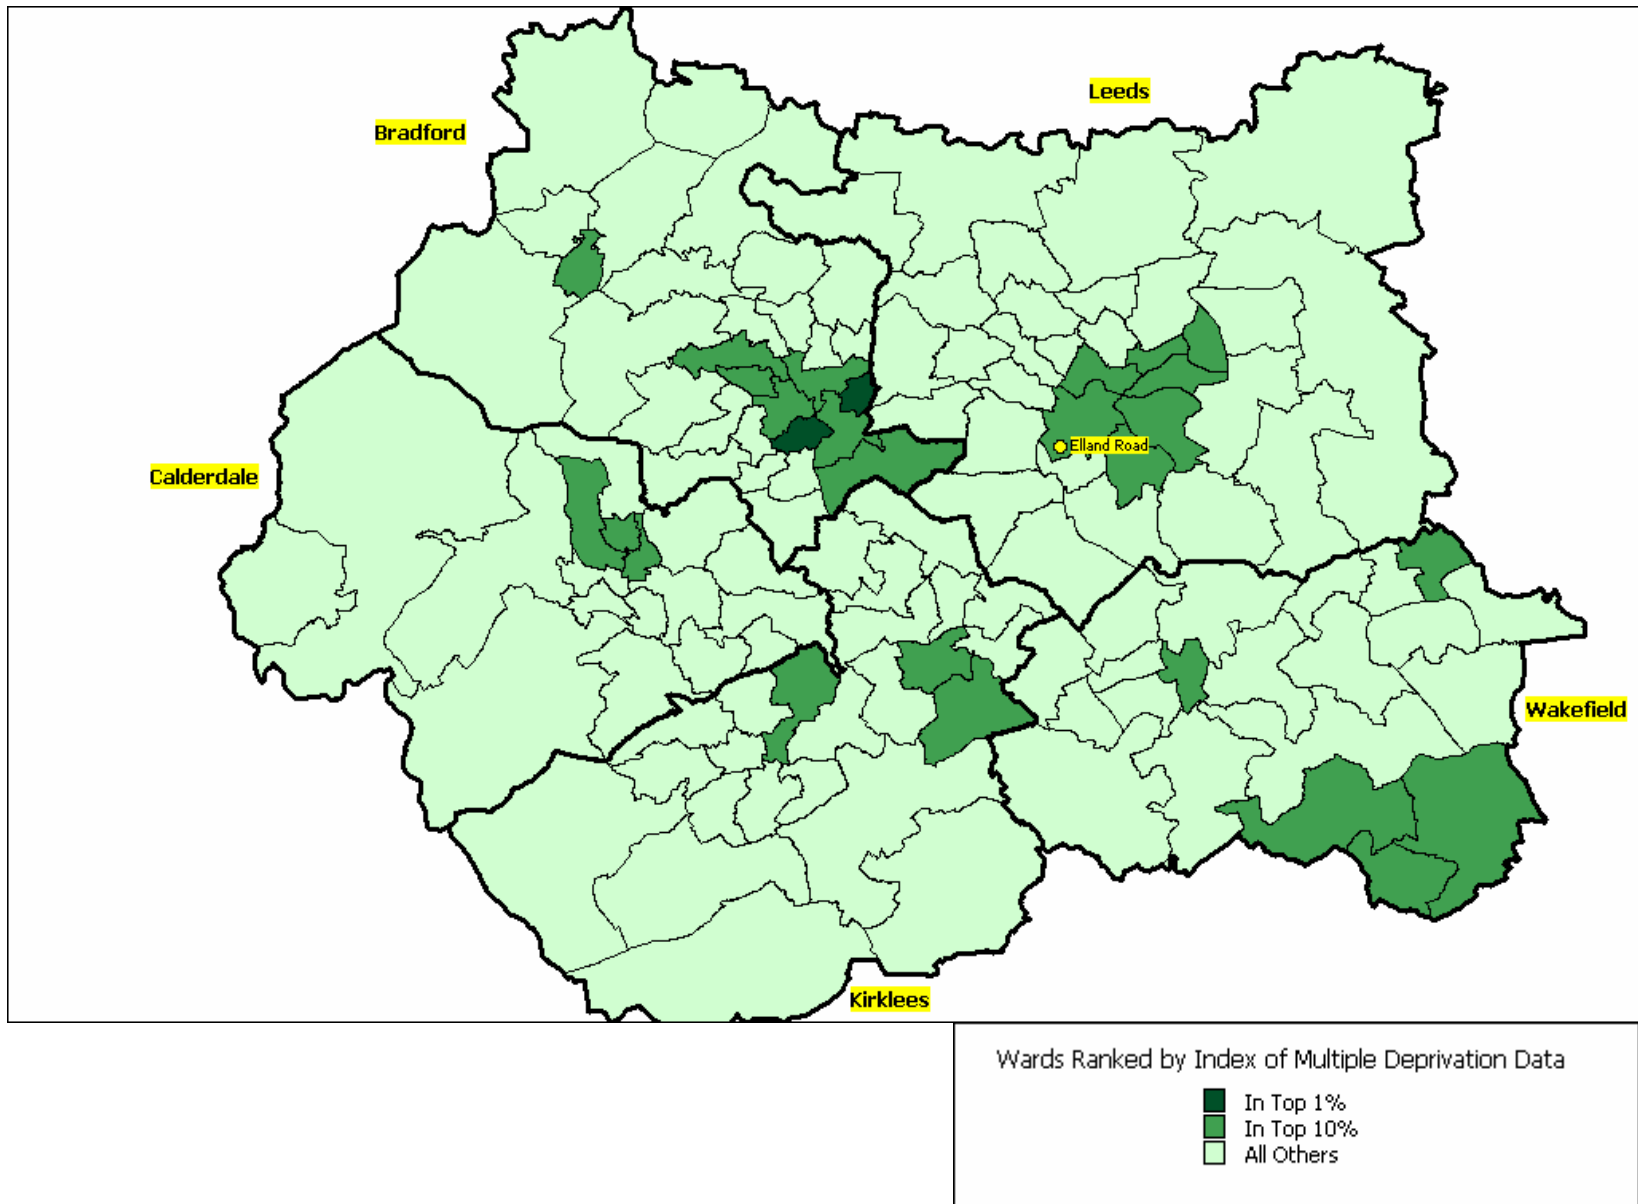 Leeds
Bradford
Elland Road
Calderdale
Wakefield
Kirklees
Wards Ranked by Index of Multiple Deprivation Data
In Top 1%
In Top 10%
All Others